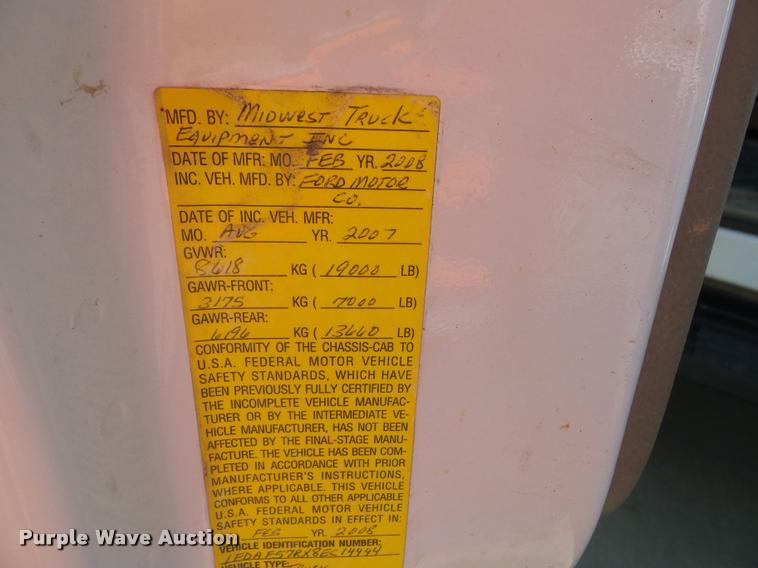 MFD. BY: MIDWEST TRUCK
EQUIPMENT INC
DATE OF MFR: MO. FEB YR. 2008
INC. VEH. MFD. BY: FORD MOTOR
CO.
DATE OF INC. VEH. MFR:
MO. AUG YR. 2007
GVWR:
8618 KG ( 19000 LB)
GAWR-FRONT:
3175 KG ( 7000 LB)
GAWR-REAR:
6196 KG ( 13660 LB)
CONFORMITY OF THE CHASSIS-CAB TO
U.S.A. FEDERAL MOTOR VEHICLE
SAFETY STANDARDS, WHICH HAVE
BEEN PREVIOUSLY FULLY CERTIFIED BY
THE INCOMPLETE VEHICLE MANUFAC-
TURER OR BY THE INTERMEDIATE VE-
HICLE MANUFACTURER, HAS NOT BEEN
AFFECTED BY THE FINAL-STAGE MANU-
FACTURE. THE VEHICLE HAS BEEN COM-
PLETED IN ACCORDANCE WITH PRIOR
MANUFACTURER'S INSTRUCTIONS,
WHERE APPLICABLE. THIS VEHICLE
CONFORMS TO ALL OTHER APPLICABLE
U.S.A. FEDERAL MOTOR VEHICLE
SAFETY STANDARDS IN EFFECT IN:
FEB YR. 2008
VEHICLE IDENTIFICATION NUMBER:
VEHICLE TYPE:
Purple Wave Auction